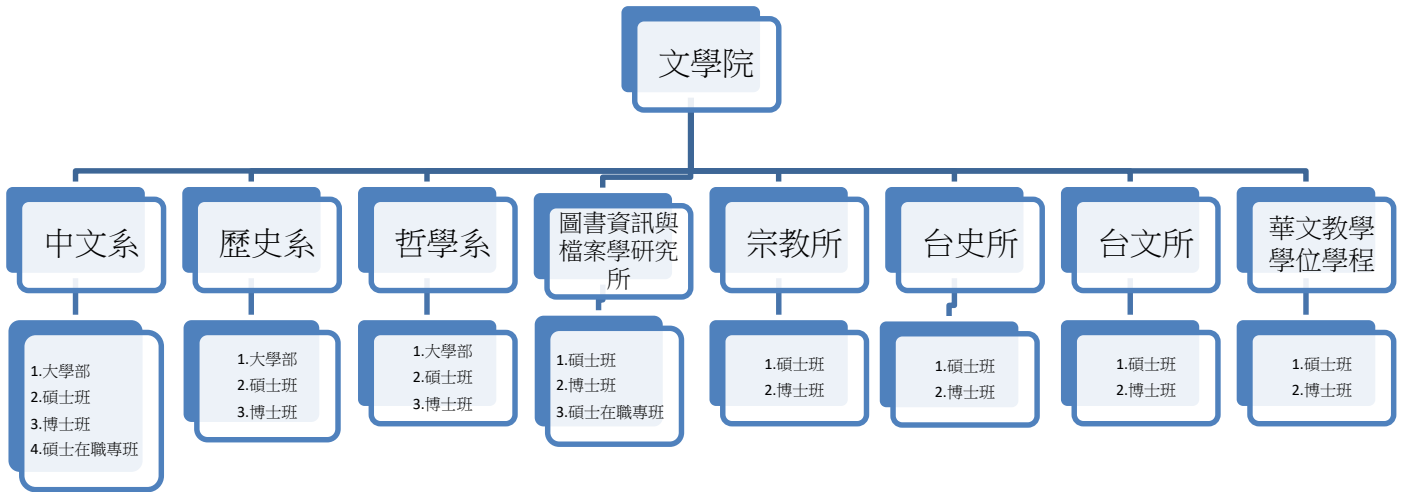 文學院
中文系
歷史系
哲學系
圖書資訊與
檔案學研究
所
宗教所
台史所
台文所
華文教學
學位學程
1.大學部
2.碩士班
3.博士班
4.碩士在職專班
1.大學部
2.碩士班
3.博士班
1.大學部
2.碩士班
3.博士班
1.碩士班
2.博士班
3.碩士在職專班
1.碩士班
2.博士班
1.碩士班
2.博士班
1.碩士班
2.博士班
1.碩士班
2.博士班